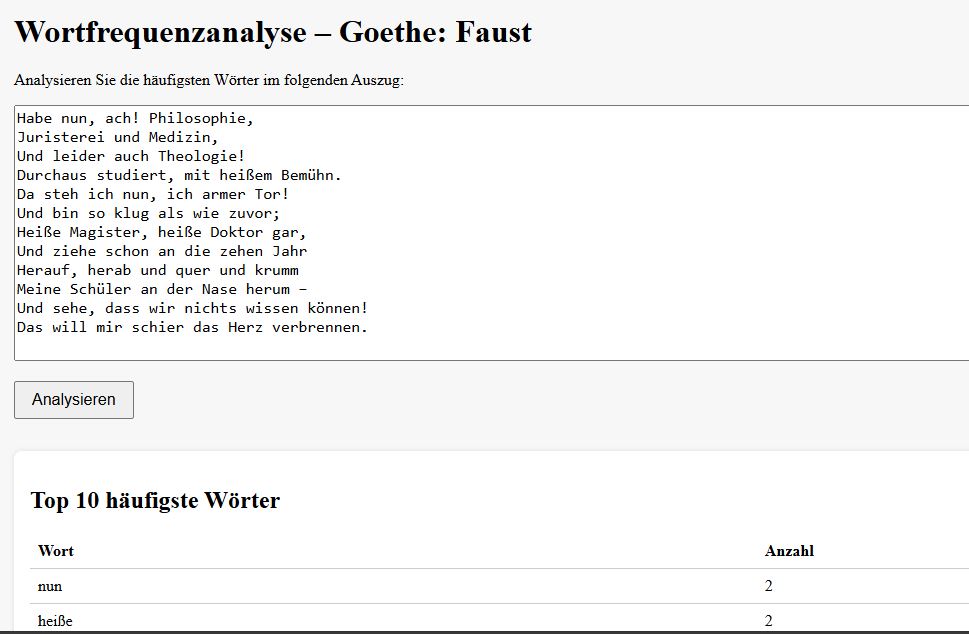 Wortfrequenzanalyse – Goethe: Faust
Analysieren Sie die häufigsten Wörter im folgenden Auszug:
Habe nun, ach! Philosophie,
Juristerei und Medizin,
Und leider auch Theologie!
Durchaus studiert, mit heißem Bemühn.
Da steh ich nun, ich armer Tor!
Und bin so klug als wie zuvor;
Heiße Magister, heiße Doktor gar,
Und ziehe schon an die zehen Jahr
Herauf, herab und quer und krumm
Meine Schüler an der Nase herum –
Und sehe, dass wir nichts wissen können!
Das will mir schier das Herz verbrennen.
Analysieren
Top 10 häufigste Wörter
Wort Anzahl
nun 2
heiße 2